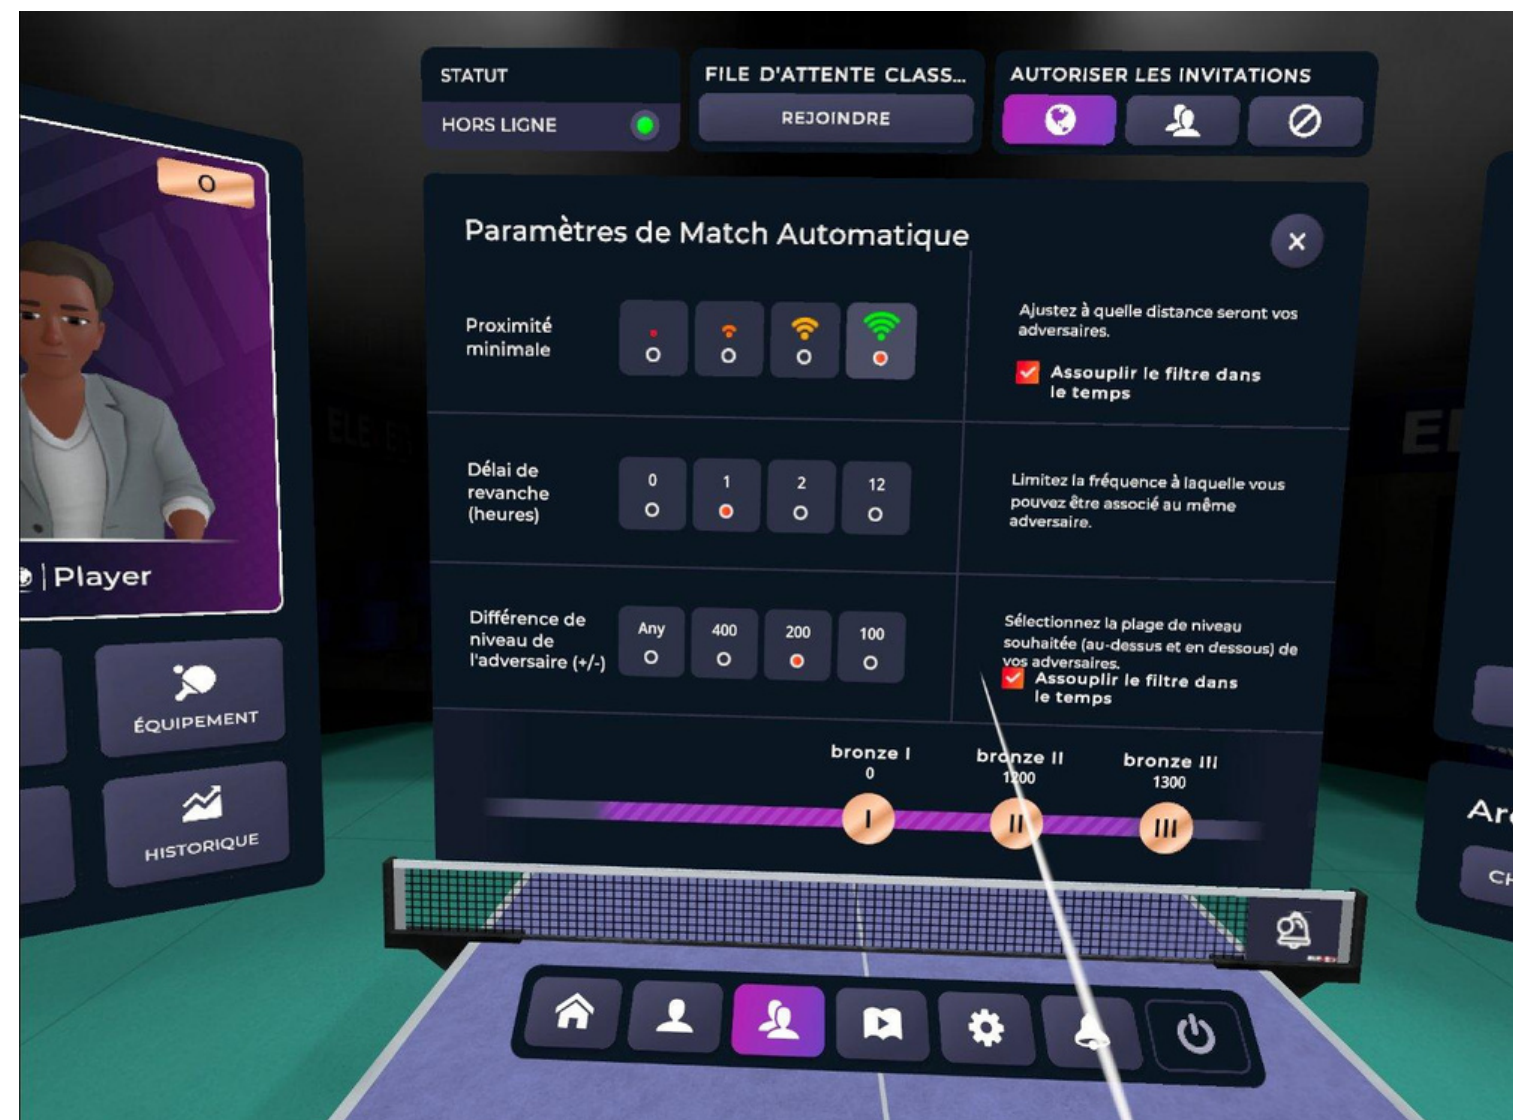 STATUT
HORS LIGNE
FILE D'ATTENTE CLASS...
REJOINDRE
AUTORISER LES INVITATIONS
0
Player
ÉQUIPEMENT
HISTORIQUE
Paramètres de Match Automatique
Proximité
minimale
Ajustez à quelle distance seront vos
adversaires.
Assouplir le filtre dans
le temps
Délai de
revanche
(heures)
0
1
2
12
Limitez la fréquence à laquelle vous
pouvez être associé au même
adversaire.
Différence de
niveau de
l'adversaire (+/-)
Any
400
200
100
Sélectionnez la plage de niveau
souhaitée (au-dessus et en dessous) de
vos adversaires.
Assouplir le filtre dans
le temps
bronze I
0
bronze II
1200
bronze III
1300
I
II
III